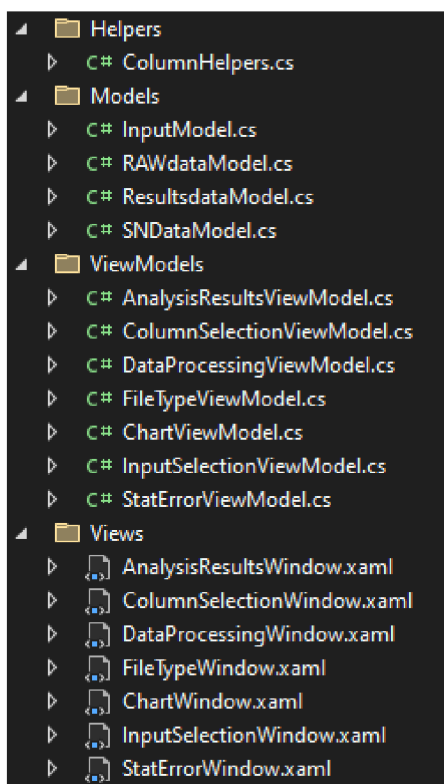 Helpers
C# ColumnHelpers.cs
Models
C# InputModel.cs
C# RAWdataModel.cs
C# ResultsdataModel.cs
C# SNDataModel.cs
ViewModels
C# AnalysisResultsViewModel.cs
C# ColumnSelectionViewModel.cs
C# DataProcessingViewModel.cs
C# FileTypeViewModel.cs
C# ChartViewModel.cs
C# InputSelectionViewModel.cs
C# StatErrorViewModel.cs
Views
AnalysisResultsWindow.xaml
ColumnSelectionWindow.xaml
DataProcessingWindow.xaml
FileTypeWindow.xaml
ChartWindow.xaml
InputSelectionWindow.xaml
StatErrorWindow.xaml